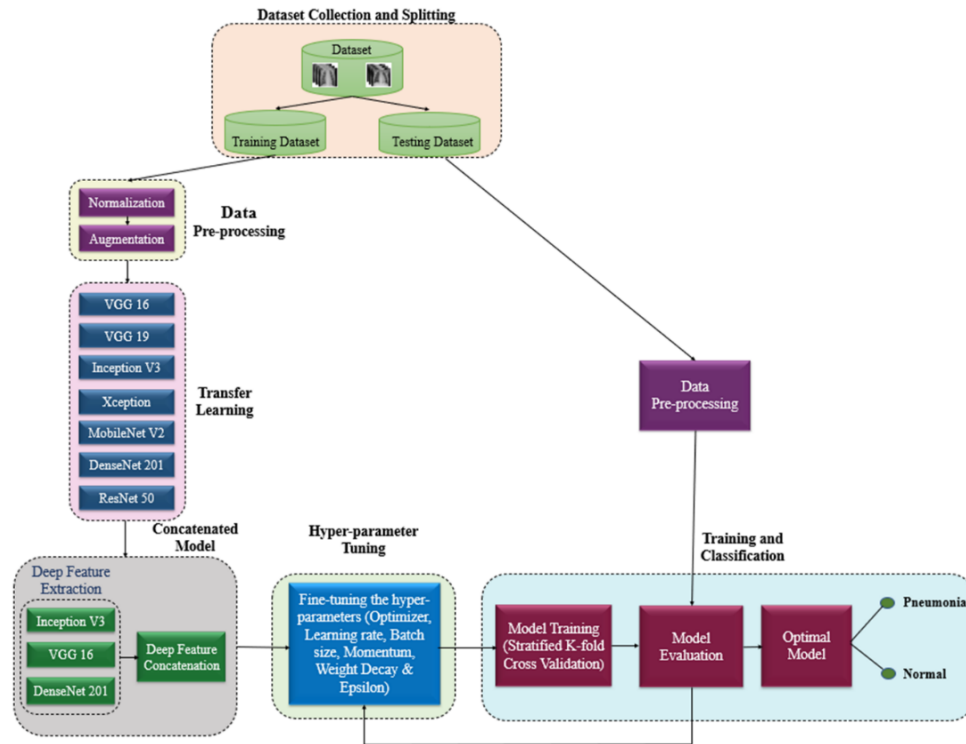 Dataset Collection and Splitting
Dataset
Training Dataset
Testing Dataset
Normalization
Augmentation
Data
Pre-processing
VGG 16
VGG 19
Inception V3
Xception
MobileNet V2
DenseNet 201
ResNet 50
Transfer
Learning
Data
Pre-processing
Concatenated
Model
Deep Feature
Extraction
Inception V3
VGG 16
DenseNet 201
Deep Feature
Concatenation
Hyper-parameter
Tuning
Fine-tuning the hyper-
parameters (Optimizer,
Learning rate, Batch
size, Momentum,
Weight Decay &
Epsilon)
Training and
Classification
Model Training
(Stratified K-fold
Cross Validation)
Model
Evaluation
Optimal
Model
Pneumonia
Normal